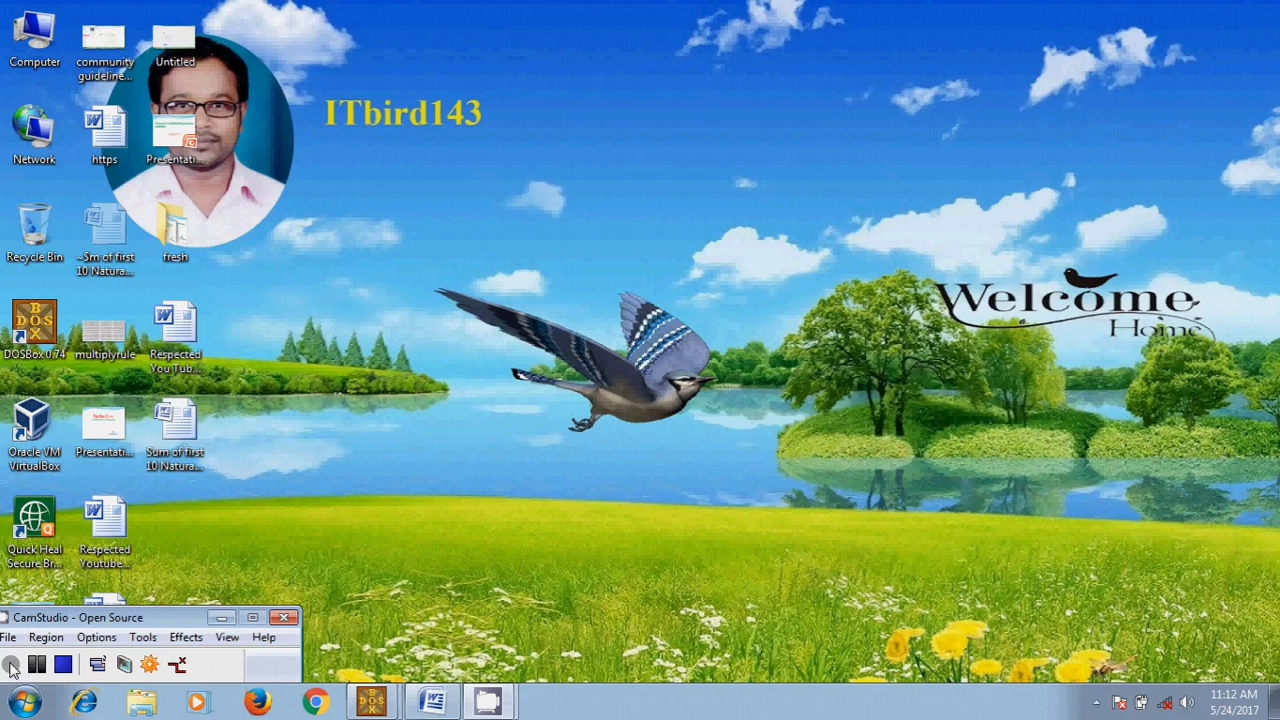 Computer
community
guideline...
Untitled
ITbird143
Network
https
Presentati...
Recycle Bin
~Sm of first
10 Natura...
fresh
Welcome
Home
DOSBox 0.74
multiplyrule
Respected
You Tub...
Oracle VM
VirtualBox
Presentati...
Sum of first
10 Natura...
Quick Heal
Secure Br...
Respected
Youtube...
CamStudio - Open Source
File Region Options Tools Effects View Help
11:12 AM
5/24/2017